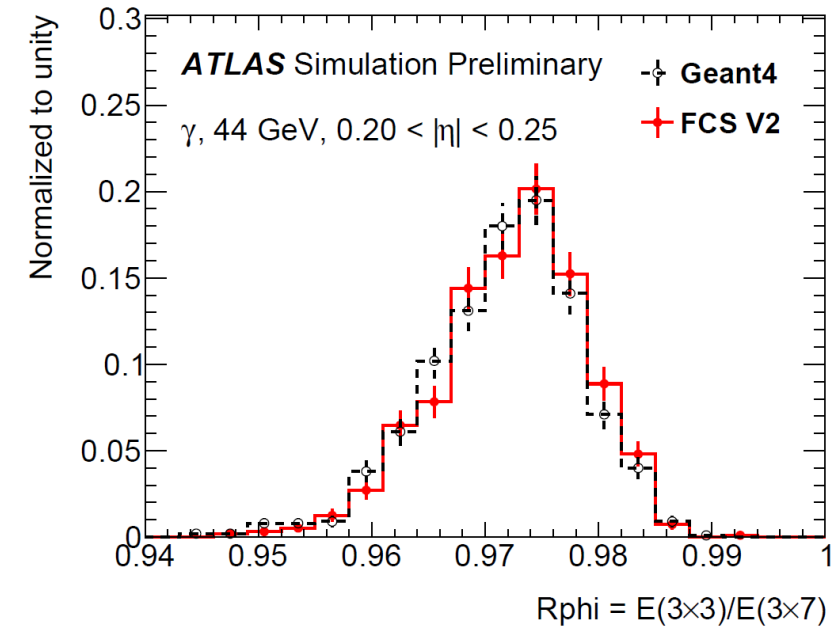 Normalized to unity
0.3
0.25
0.2
0.15
0.1
0.05
0
ATLAS Simulation Preliminary
γ, 44 GeV, 0.20 < |η| < 0.25
Geant4
FCS V2
0.94 0.95 0.96 0.97 0.98 0.99 1
Rphi = E(3×3)/E(3×7)